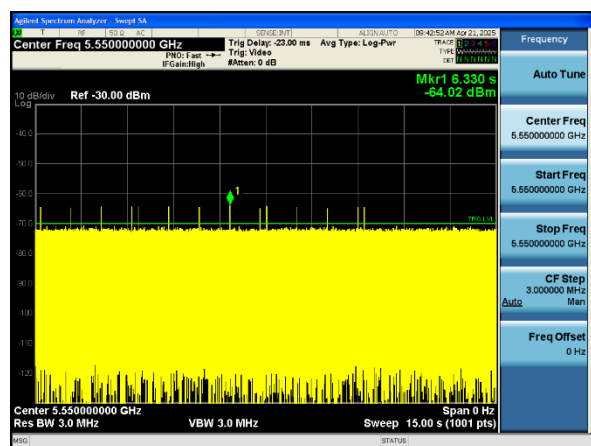 Agilent Spectrum Analyzer - Swept SA
T RF 50 Ω AC SENSE:INT ALIGNAUTO 09:42:52 AM Apr 21, 2025
Center Freq 5.550000000 GHz
PNO: Fast
IFGain:High
Trig Delay: -23.00 ms
Trig: Video
#Atten: 0 dB
Avg Type: Log-Pwr
TRACE 1 2 3 4 5 6
TYPE
DET N N N N N N
Mkr1 6.330 s
-64.02 dBm
10 dB/div Ref -30.00 dBm
Log
-40.0
-50.0
-60.0
-70.0
-80.0
-90.0
-100
-110
-120
1
TRIG LVL
Center 5.550000000 GHz Span 0 Hz
Res BW 3.0 MHz VBW 3.0 MHz Sweep 15.00 s (1001 pts)
MSG STATUS
Frequency
Auto Tune
Center Freq
5.550000000 GHz
Start Freq
5.550000000 GHz
Stop Freq
5.550000000 GHz
CF Step
3.000000 MHz
Auto Man
Freq Offset
0 Hz